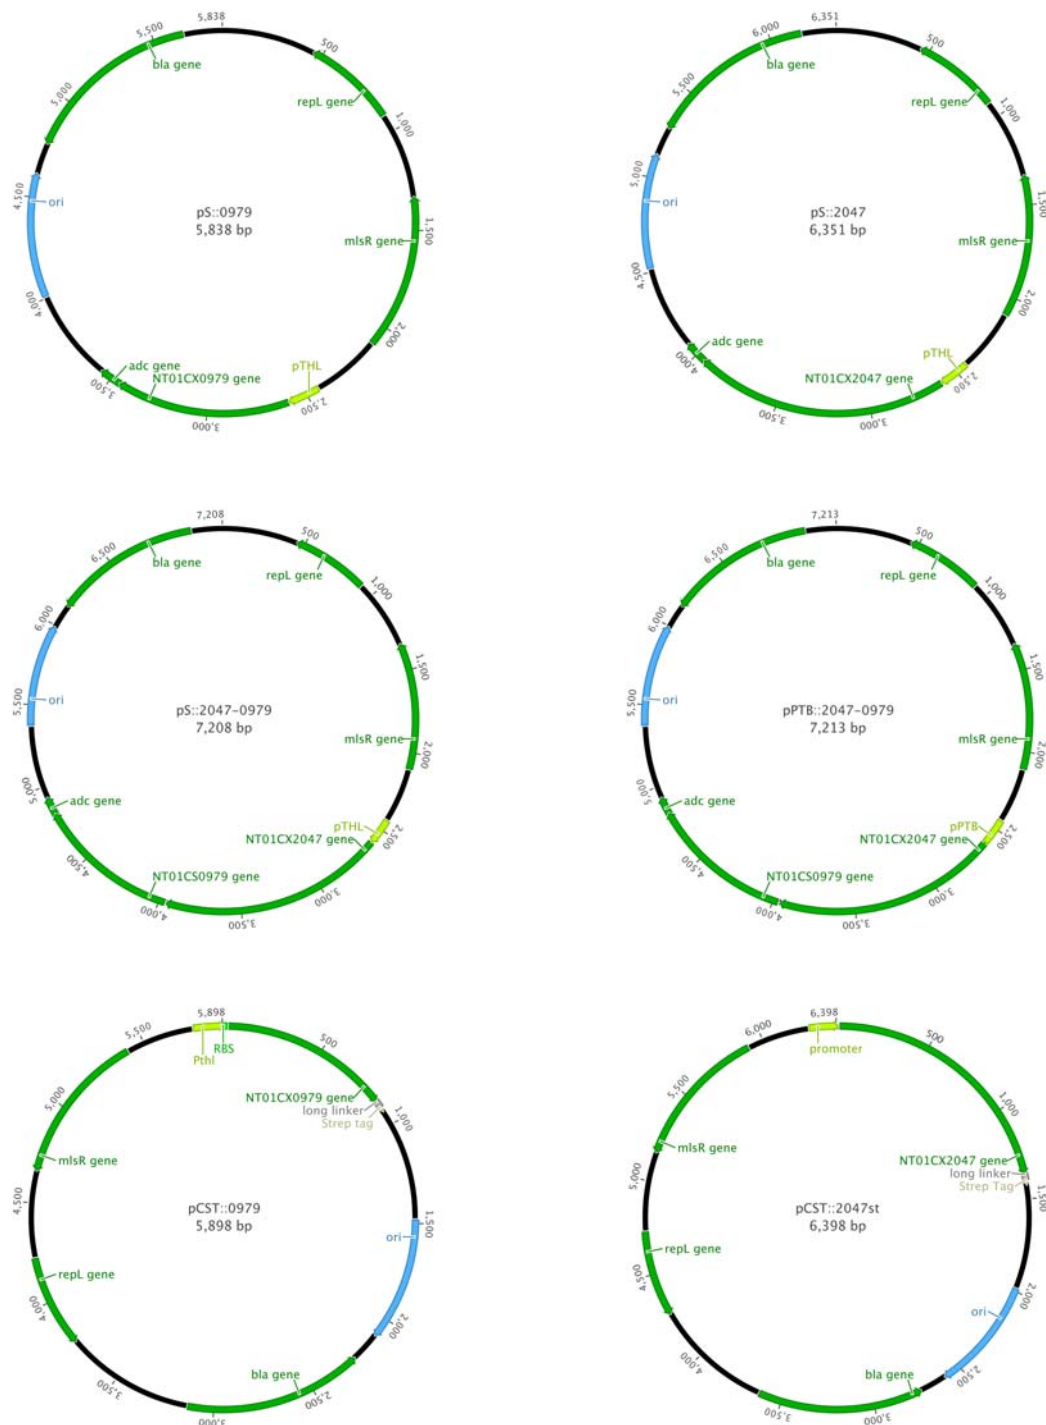 5,838
500
repL gene
1,000
mlsR gene
1,500
2,000
pTHL
2,500
3,000
NT01CX0979 gene
adc gene
3,500
4,000
ori
4,500
5,000
bla gene
5,500
pS::0979
5,838 bp
6,351
500
repL gene
1,000
1,500
mlsR gene
2,000
pTHL
2,500
NT01CX2047 gene
3,000
3,500
adc gene
4,000
4,500
ori
5,000
5,500
bla gene
6,000
pS::2047
6,351 bp
7,208
500
repL gene
1,000
1,500
mlsR gene
2,000
pTHL
2,500
NT01CX2047 gene
3,000
3,500
NT01CS0979 gene
4,000
4,500
adc gene
5,000
ori
5,500
6,000
bla gene
6,500
pS::2047-0979
7,208 bp
7,213
500
repL gene
1,000
1,500
mlsR gene
2,000
pPTB
2,500
NT01CX2047 gene
3,000
3,500
NT01CS0979 gene
4,000
4,500
adc gene
5,000
ori
5,500
6,000
bla gene
6,500
pPTB::2047-0979
7,213 bp
5,898
Pthl
RBS
500
NT01CX0979 gene
long linker
Strep tag
1,000
1,500
ori
2,000
bla gene
2,500
3,000
3,500
repL gene
4,000
4,500
mlsR gene
5,000
5,500
pCST::0979
5,898 bp
6,398
promoter
500
1,000
NT01CX2047 gene
long linker
Strep Tag
1,500
2,000
ori
2,500
bla gene
3,000
3,500
4,000
repL gene
4,500
5,000
mlsR gene
5,500
6,000
pCST::2047st
6,398 bp